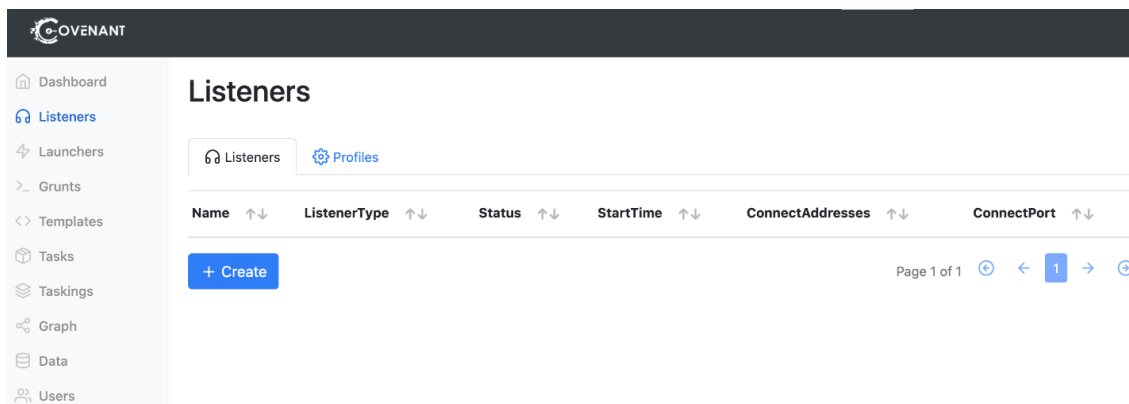 COVENANT
Dashboard
Listeners
Launchers
Grunts
Templates
Tasks
Taskings
Graph
Data
Users
Listeners
Listeners Profiles
Name ListenerType Status StartTime ConnectAddresses ConnectPort
+ Create
Page 1 of 1 1